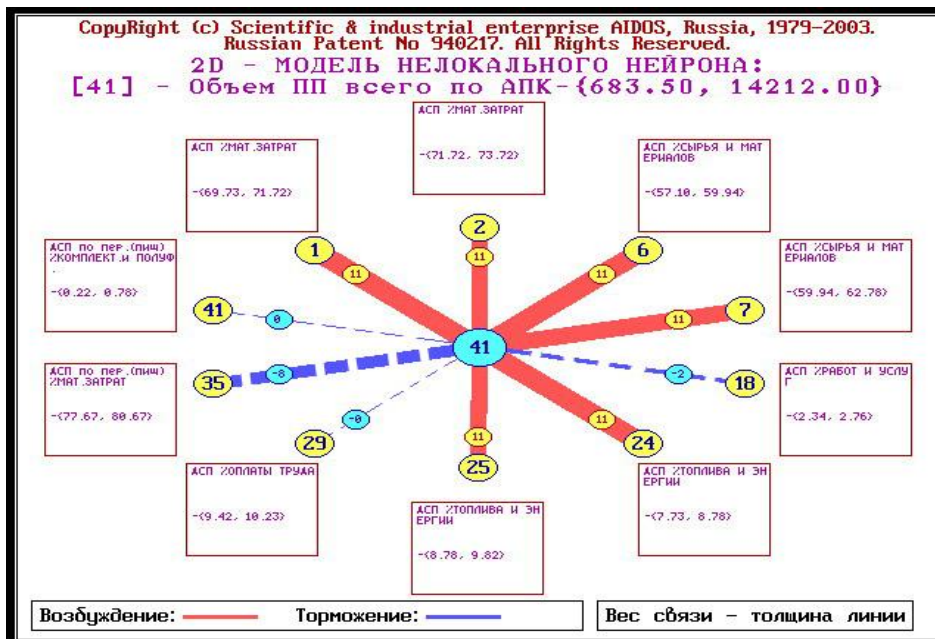 CopyRight (c) Scientific & industrial enterprise AIDOS, Russia, 1979-2003.
Russian Patent No 940217. All Rights Reserved.
2D - МОДЕЛЬ НЕЛОКАЛЬНОГО НЕЙРОНА:
[41] - Объем ПП всего по АПК-{683.50, 14212.00}
АСП %МАТ.ЗАТРАТ
-{71.72, 73.72}
АСП %МАТ.ЗАТРАТ
-{69.73, 71.72}
АСП %СЫРЬЯ И МАТ
ЕРИАЛОВ
-{57.10, 59.94}
АСП по пер.(пищ)
%КОМПЛЕКТ.и ПОЛУФ
.
-{0.22, 0.78}
АСП %СЫРЬЯ И МАТ
ЕРИАЛОВ
-{59.94, 62.78}
2
1
6
11
11
11
41
0
7
11
41
АСП по пер.(пищ)
%МАТ.ЗАТРАТ
-{77.67, 80.67}
35
-8
-2
18
АСП %РАБОТ И УСЛУ
Г
-{2.34, 2.76}
29
-0
25
11
24
11
АСП %ОПЛАТЫ ТРУДА
-{9.42, 10.23}
АСП %ТОПЛИВА И ЭН
ЕРГИИ
-{8.78, 9.82}
АСП %ТОПЛИВА И ЭН
ЕРГИИ
-{7.73, 8.78}
Возбуждение: Торможение:
Вес связи - толщина линии